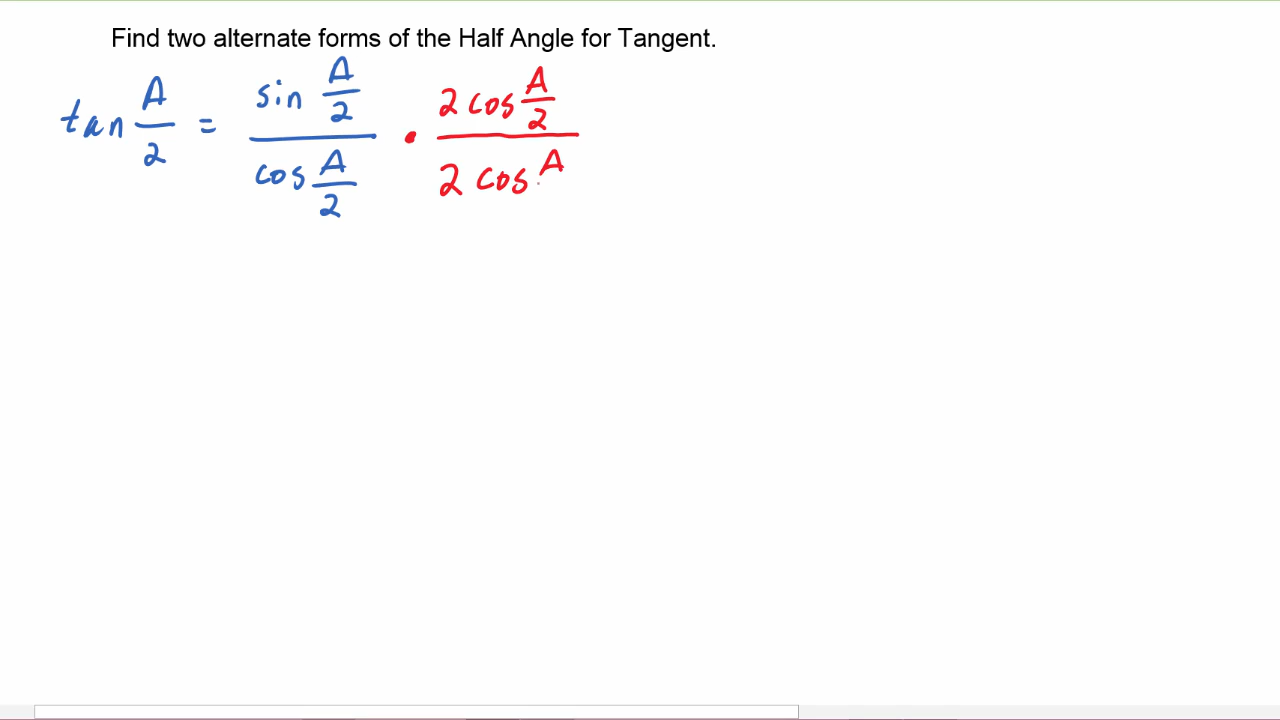 Find two alternate forms of the Half Angle for Tangent.
tan A/2 = sin A/2 / cos A/2 · 2 cos A/2 / 2 cos A